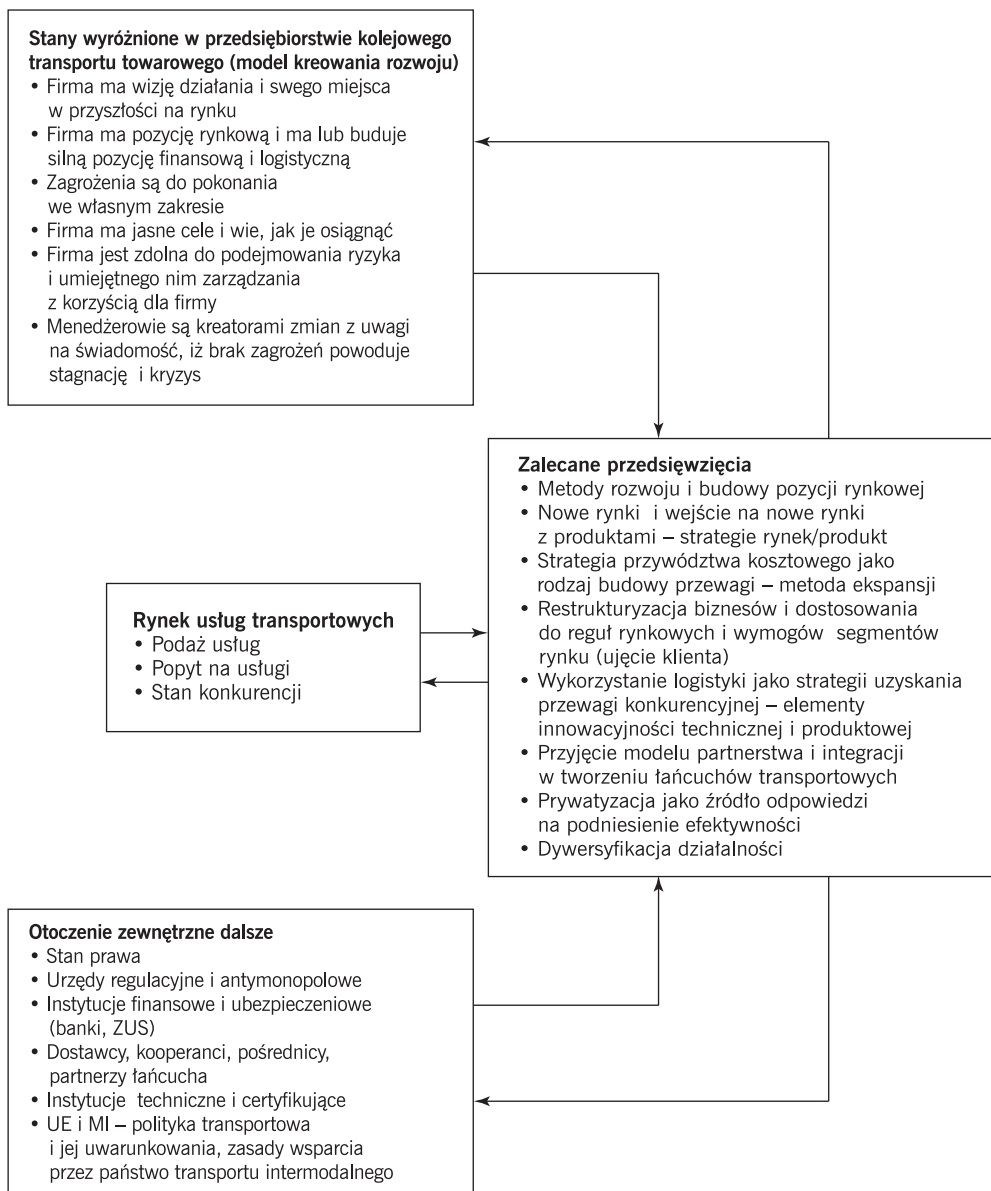 Stany wyróżnione w przedsiębiorstwie kolejowego
transportu towarowego (model kreowania rozwoju)
• Firma ma wizję działania i swego miejsca
w przyszłości na rynku
• Firma ma pozycję rynkową i ma lub buduje
silną pozycję finansową i logistyczną
• Zagrożenia są do pokonania
we własnym zakresie
• Firma ma jasne cele i wie, jak je osiągnąć
• Firma jest zdolna do podejmowania ryzyka
i umiejętnego nim zarządzania
z korzyścią dla firmy
• Menedżerowie są kreatorami zmian z uwagi
na świadomość, iż brak zagrożeń powoduje
stagnację i kryzys
Zalecane przedsięwzięcia
• Metody rozwoju i budowy pozycji rynkowej
• Nowe rynki i wejście na nowe rynki
z produktami – strategie rynek/produkt
• Strategia przywództwa kosztowego jako
rodzaj budowy przewagi – metoda ekspansji
• Restrukturyzacja biznesów i dostosowania
do reguł rynkowych i wymogów segmentów
rynku (ujęcie klienta)
• Wykorzystanie logistyki jako strategii uzyskania
przewagi konkurencyjnej – elementy
innowacyjności technicznej i produktowej
• Przyjęcie modelu partnerstwa i integracji
w tworzeniu łańcuchów transportowych
• Prywatyzacja jako źródło odpowiedzi
na podniesienie efektywności
• Dywersyfikacja działalności
Rynek usług transportowych
• Podaż usług
• Popyt na usługi
• Stan konkurencji
Otoczenie zewnętrzne dalsze
• Stan prawa
• Urzędy regulacyjne i antymonopolowe
• Instytucje finansowe i ubezpieczeniowe
(banki, ZUS)
• Dostawcy, kooperanci, pośrednicy,
partnerzy łańcucha
• Instytucje techniczne i certyfikujące
• UE i MI – polityka transportowa
i jej uwarunkowania, zasady wsparcia
przez państwo transportu intermodalnego